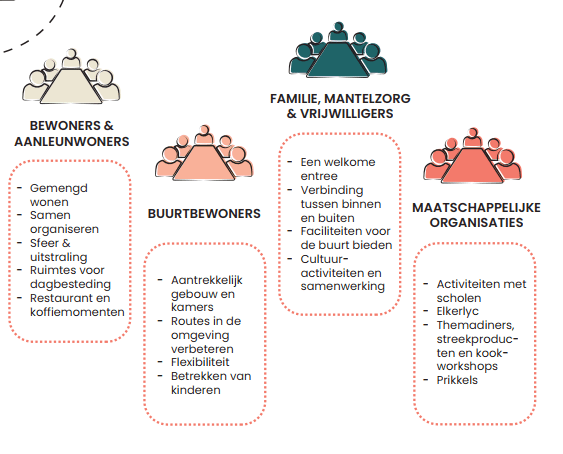 BEWONERS &
AANLEUNWONERS
- Gemengd
wonen
- Samen
organiseren
- Sfeer &
uitstraling
- Ruimtes voor
dagbesteding
- Restaurant en
koffiemomenten
BUURTBEWONERS
- Aantrekkelijk
gebouw en
kamers
- Routes in de
omgeving
verbeteren
- Flexibiliteit
- Betrekken van
kinderen
FAMILIE, MANTELZORG
& VRIJWILLIGERS
- Een welkome
entree
- Verbinding
tussen binnen
en buiten
- Faciliteiten voor
de buurt bieden
- Cultuur-
activiteiten en
samenwerking
MAATSCHAPPELIJKE
ORGANISATIES
- Activiteiten met
scholen
- Elkerlyc
- Themadiners,
streekproduc-
ten en kook-
workshops
- Prikkels